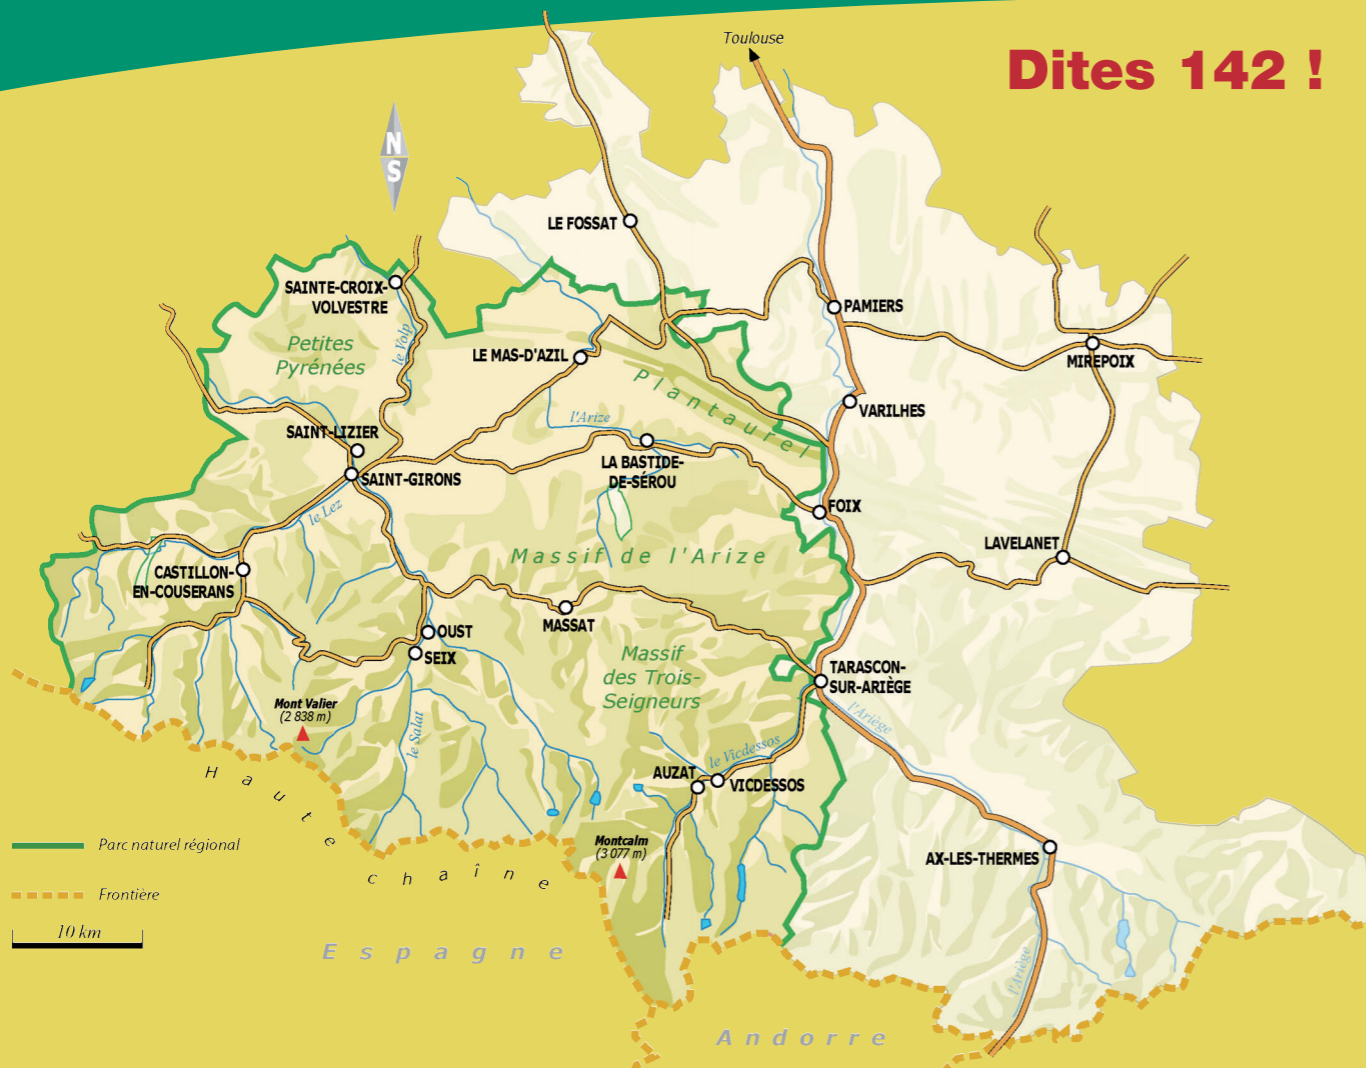 Toulouse
Dites 142 !
N
S
LE FOSSAT
SAINTE-CROIX-
VOLVESTRE
PAMIERS
le Volp
Petites
Pyrénées
LE MAS-D'AZIL
MIREPOIX
Plantaurel
VARILHES
l'Arize
SAINT-LIZIER
LA BASTIDE-
DE-SÉROU
SAINT-GIRONS
le Lez
FOIX
LAVELANET
Massif de l'Arize
CASTILLON-
EN-COUSERANS
MASSAT
OUST
SEIX
Massif
des Trois-
Seigneurs
TARASCON-
SUR-ARIÈGE
Mont Valier
(2 838 m)
le Salat
l'Ariège
le Vicdessos
AUZAT
VICDESSOS
Haute
chaîne
Parc naturel régional
Montcalm
(3 077 m)
AX-LES-THERMES
Frontière
10 km
Espagne
l'Ariège
Andorre